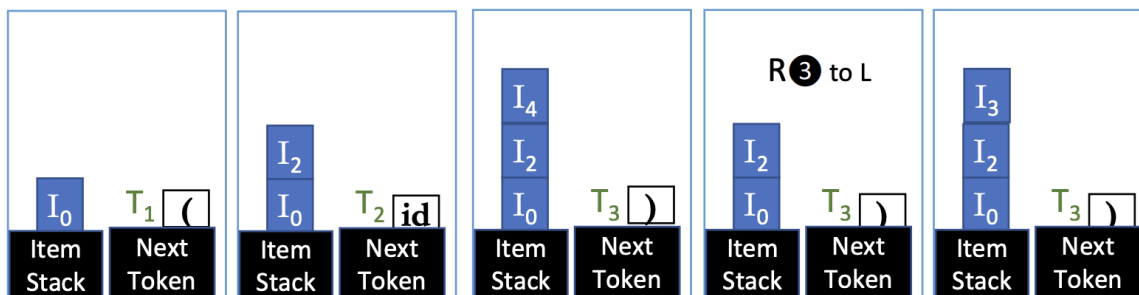 I0
T1 (
Item Stack
Next Token
I2
I0
T2 id
Item Stack
Next Token
I4
I2
I0
T3 )
Item Stack
Next Token
R❸ to L
I2
I0
T3 )
Item Stack
Next Token
I3
I2
I0
T3 )
Item Stack
Next Token